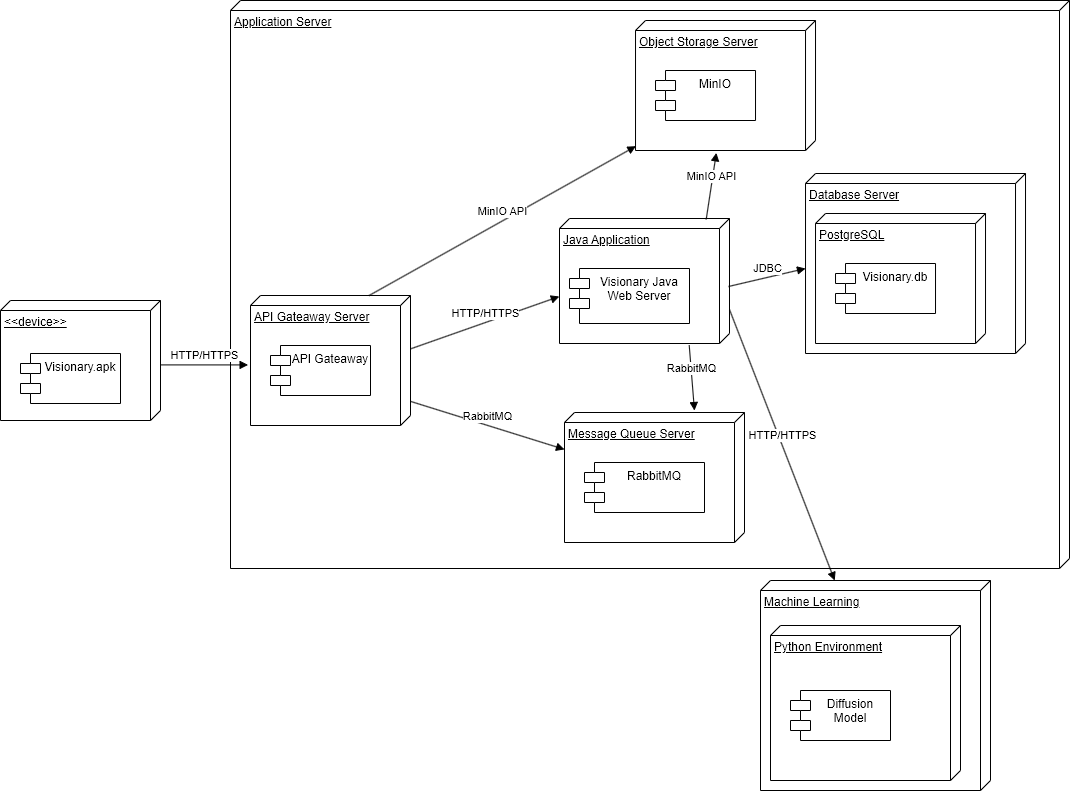 Application Server
Object Storage Server
MinIO
MinIO API
MinIO API
Database Server
PostgreSQL
Visionary.db
Java Application
Visionary Java
Web Server
JDBC
<<device>>
Visionary.apk
HTTP/HTTPS
API Gateaway Server
API Gateaway
HTTP/HTTPS
RabbitMQ
RabbitMQ
Message Queue Server
RabbitMQ
HTTP/HTTPS
Machine Learning
Python Environment
Diffusion
Model